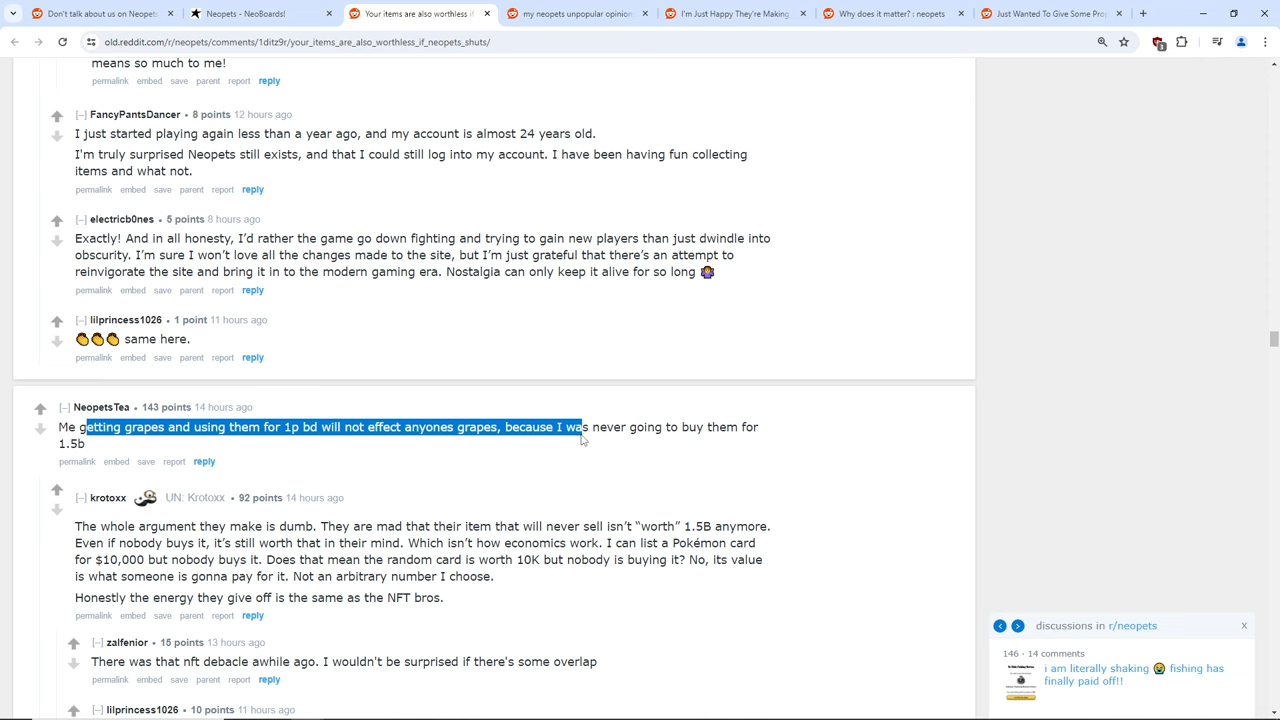 Don't talk about us on Neopets
Neopets - NeoBoards!
Your items are also worthless if
my neopets unpopular opinion
I'm Just Happy They're Making
Why does it matter? : neopets
Just Wanted To Give Some Prop
old.reddit.com/r/neopets/comments/1ditz9r/your_items_are_also_worthless_if_neopets_shuts/
3
means so much to me!
permalink embed save parent report reply
[–] FancyPantsDancer • 8 points 12 hours ago
I just started playing again less than a year ago, and my account is almost 24 years old.
I'm truly surprised Neopets still exists, and that I could still log into my account. I have been having fun collecting
items and what not.
permalink embed save parent report reply
[–] electricb0nes • 5 points 8 hours ago
Exactly! And in all honesty, I'd rather the game go down fighting and trying to gain new players than just dwindle into
obscurity. I'm sure I won't love all the changes made to the site, but I'm just grateful that there's an attempt to
reinvigorate the site and bring it in to the modern gaming era. Nostalgia can only keep it alive for so long 🤷
permalink embed save parent report reply
[–] lilprincess1026 • 1 point 11 hours ago
👏👏👏 same here.
permalink embed save parent report reply
[–] NeopetsTea • 143 points 14 hours ago
Me getting grapes and using them for 1p bd will not effect anyones grapes, because I was never going to buy them for
1.5b
permalink embed save report reply
[–] krotoxx UN: Krotoxx • 92 points 14 hours ago
The whole argument they make is dumb. They are mad that their item that will never sell isn't "worth" 1.5B anymore.
Even if nobody buys it, it's still worth that in their mind. Which isn't how economics work. I can list a Pokémon card
for $10,000 but nobody buys it. Does that mean the random card is worth 10K but nobody is buying it? No, its value
is what someone is gonna pay for it. Not an arbitrary number I choose.
Honestly the energy they give off is the same as the NFT bros.
permalink embed save parent report reply
[–] zalfenior • 15 points 13 hours ago
There was that nft debacle awhile ago. I wouldn't be surprised if there's some overlap
permalink embed save parent report reply
[–] lilprincess1026 • 10 points 11 hours ago
discussions in r/neopets X
146 · 14 comments
i am literally shaking 😭 fishing has
finally paid off!!